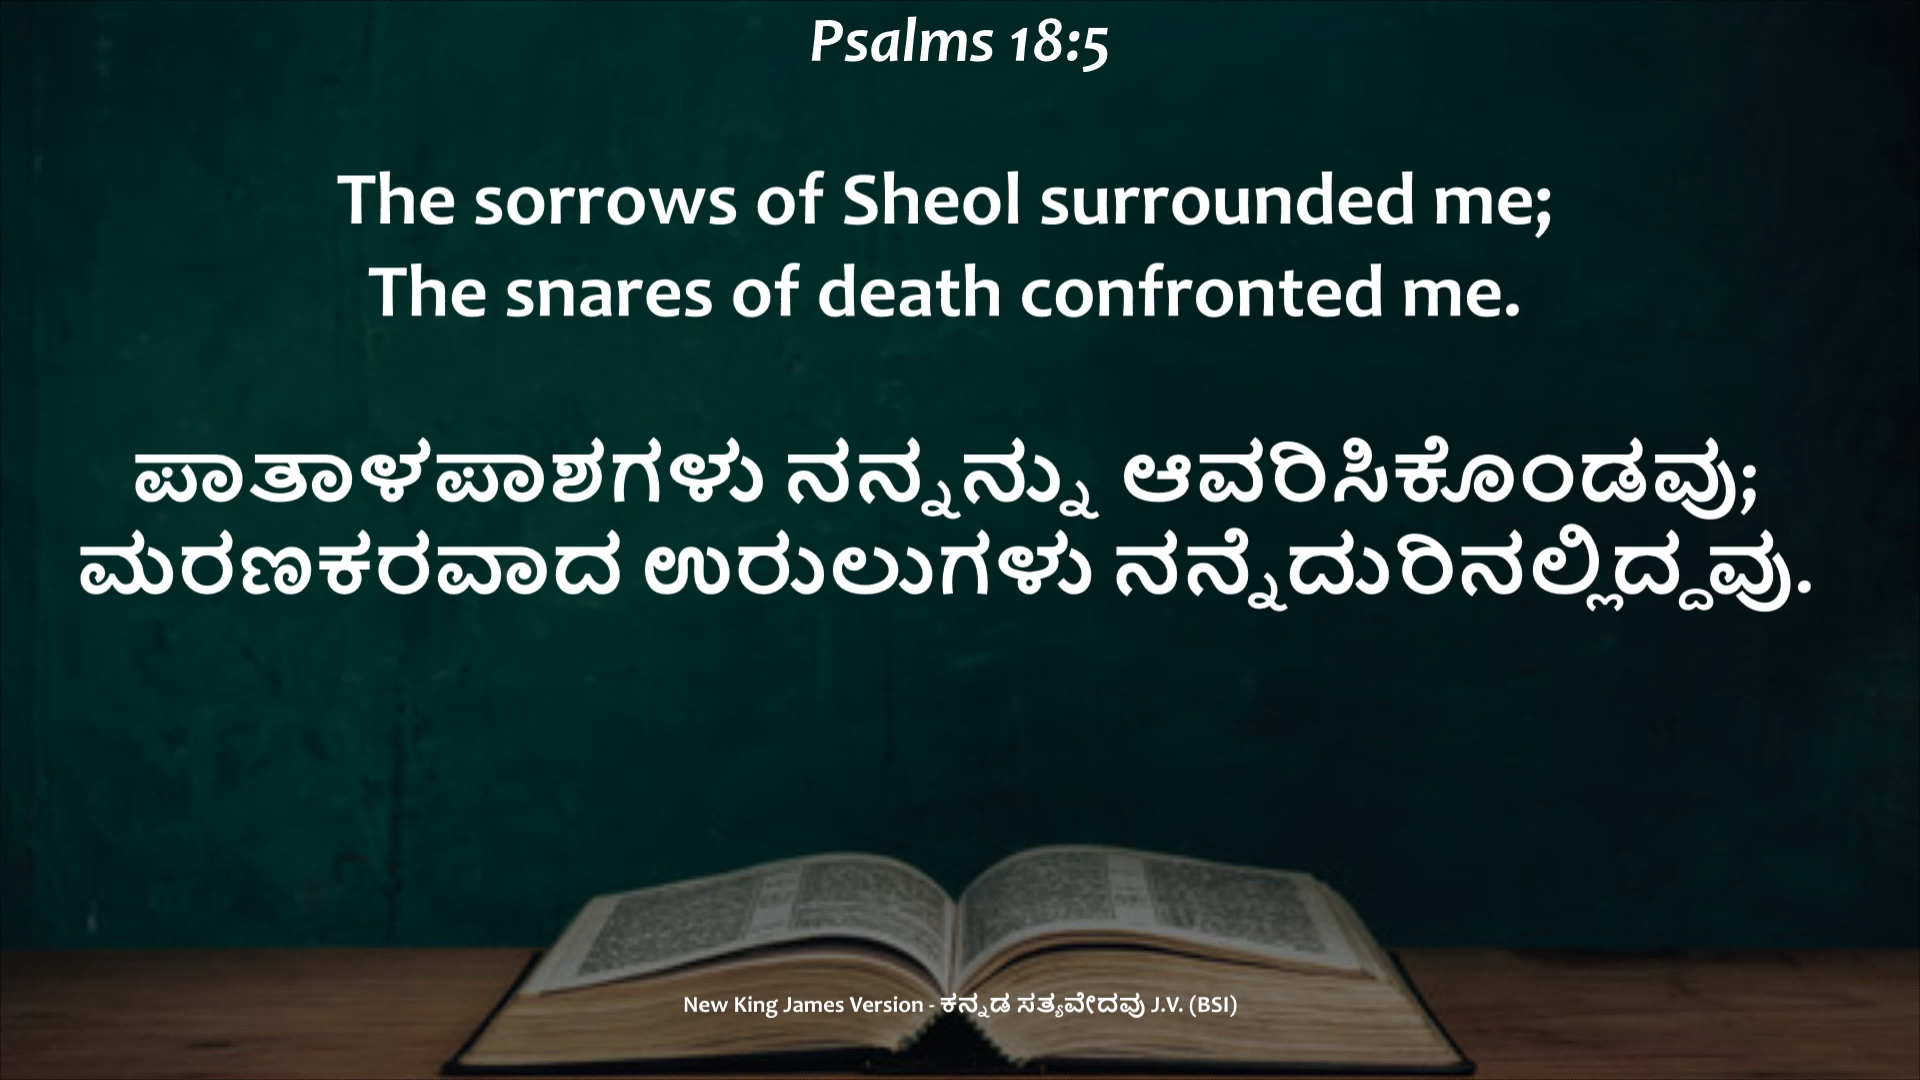 Psalms 18:5
The sorrows of Sheol surrounded me;
The snares of death confronted me.
ಪಾತಾಳಪಾಶಗಳು ನನ್ನನ್ನು ಆವರಿಸಿಕೊಂಡವು;
ಮರಣಕರವಾದ ಉರುಲುಗಳು ನನ್ನೆದುರಿನಲ್ಲಿದ್ದವು.
New King James Version - ಕನ್ನಡ ಸತ್ಯವೇದವು J.V. (BSI)